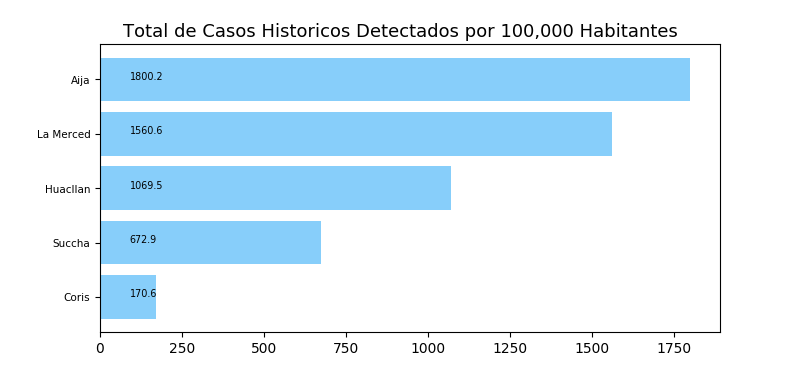 Total de Casos Historicos Detectados por 100,000 Habitantes
Aija 1800.2
La Merced 1560.6
Huacllan 1069.5
Succha 672.9
Coris 170.6
0 250 500 750 1000 1250 1500 1750